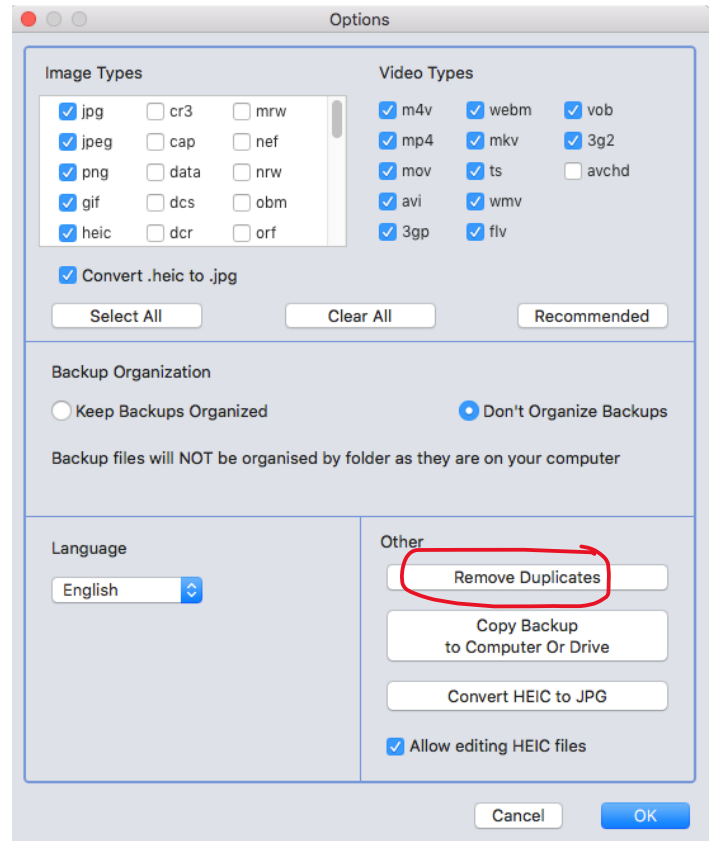 Options
Image Types
Video Types
jpg cr3 mrw
jpeg cap nef
png data nrw
gif dcs obm
heic dcr orf
m4v webm vob
mp4 mkv 3g2
mov ts avchd
avi wmv
3gp flv
Convert .heic to .jpg
Select All
Clear All
Recommended
Backup Organization
Keep Backups Organized
Don't Organize Backups
Backup files will NOT be organised by folder as they are on your computer
Language
English
Other
Remove Duplicates
Copy Backup
to Computer Or Drive
Convert HEIC to JPG
Allow editing HEIC files
Cancel
OK